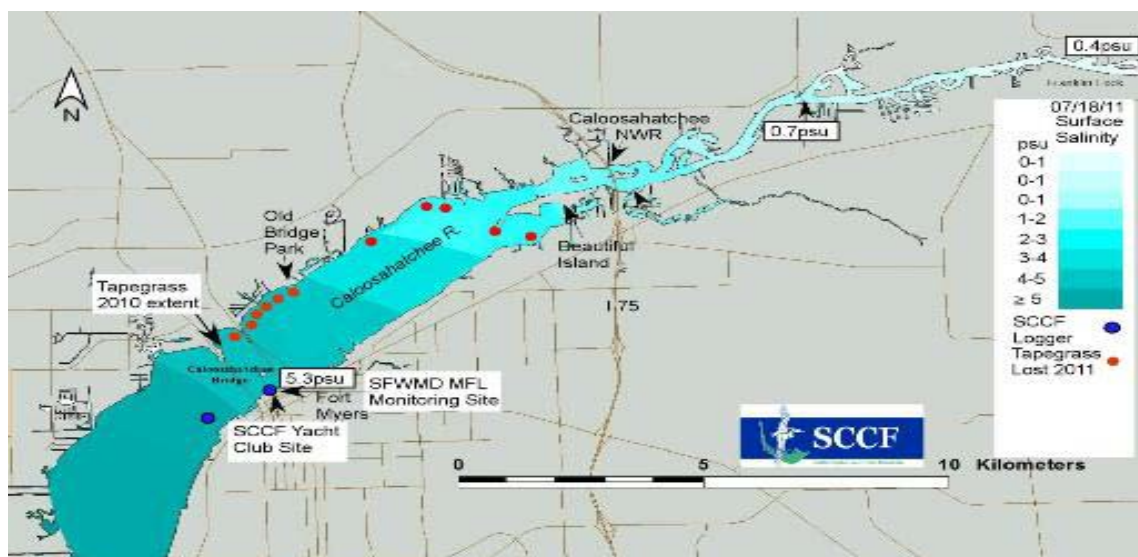 0.4psu
Franklin Lock
07/18/11
Surface
Salinity
psu
0-1
0-1
0-1
1-2
2-3
3-4
4-5
≥ 5
SCCF
Logger
Tapegrass
Lost 2011
N
Caloosahatchee
NWR
0.7psu
Old
Bridge
Park
Caloosahatchee R.
Beautiful
Island
I.75
Tapegrass
2010 extent
Caloosahatchee
Bridge
5.3psu
Fort
Myers
SFWMD MFL
Monitoring Site
SCCF Yacht
Club Site
SCCF
0
5
10 Kilometers